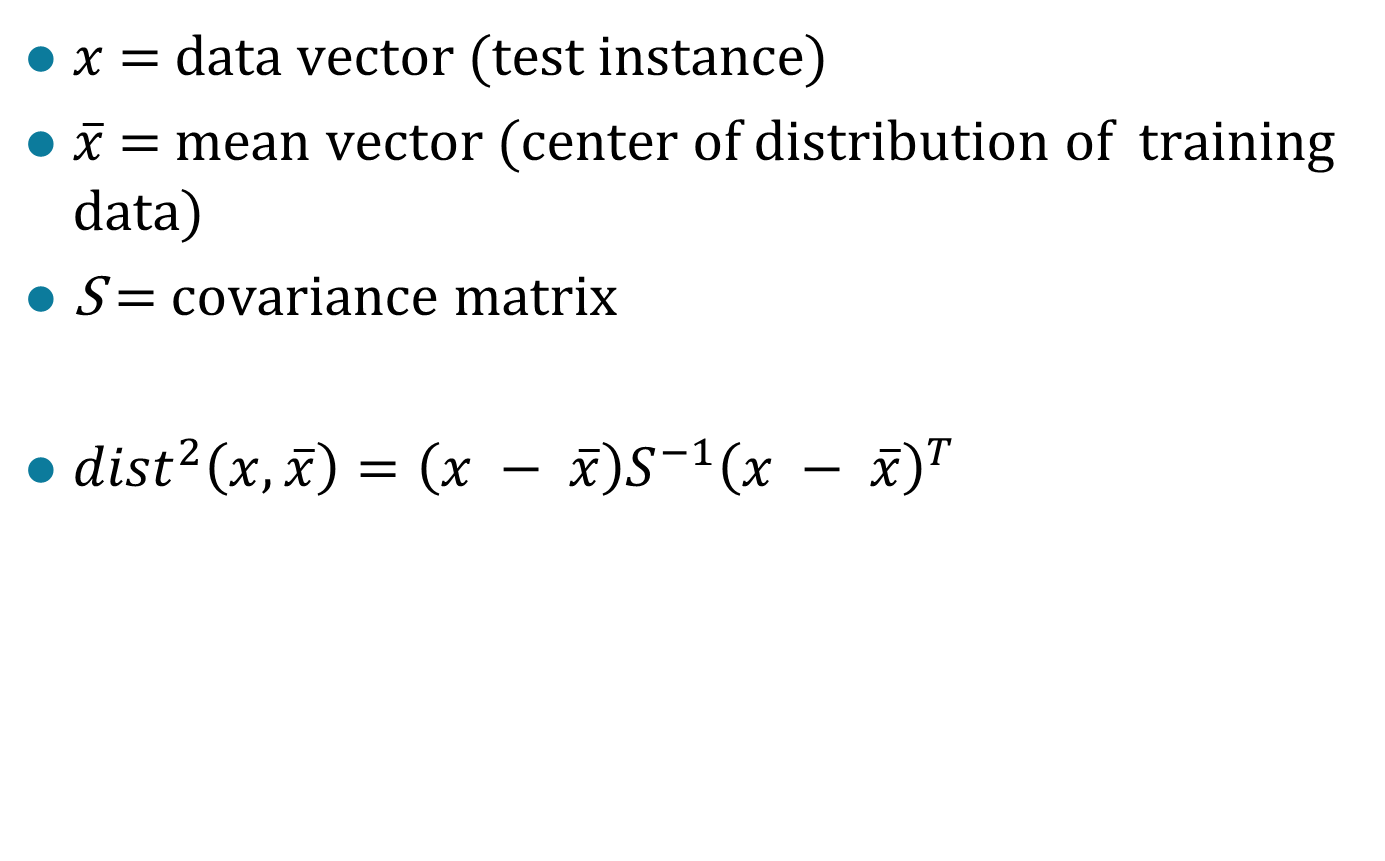 ● x = data vector (test instance)
● x̄ = mean vector (center of distribution of training
data)
● S = covariance matrix
● dist²(x, x̄) = (x − x̄)S⁻¹(x − x̄)ᵀ